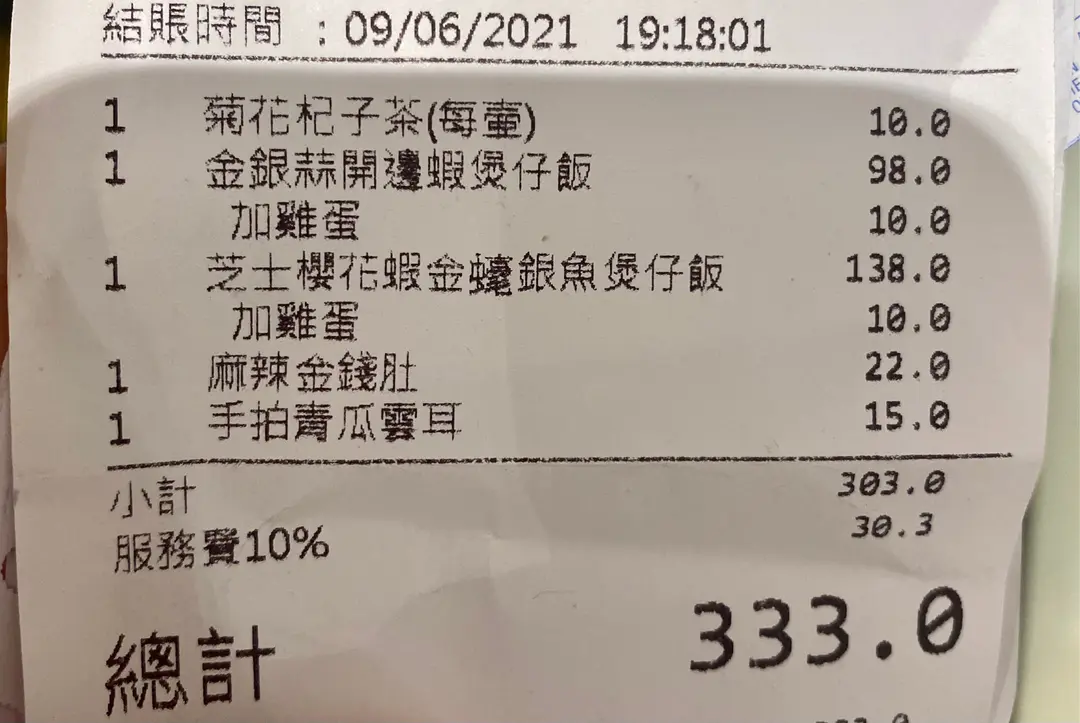 結賬時間 : 09/06/2021 19:18:01
1 菊花杞子茶(每壷) 10.0
1 金銀蒜開邊蝦煲仔飯 98.0
加雞蛋 10.0
1 芝士櫻花蝦金蠔銀魚煲仔飯 138.0
加雞蛋 10.0
1 麻辣金錢肚 22.0
1 手拍青瓜雲耳 15.0
小計 303.0
服務費10% 30.3
總計 333.0